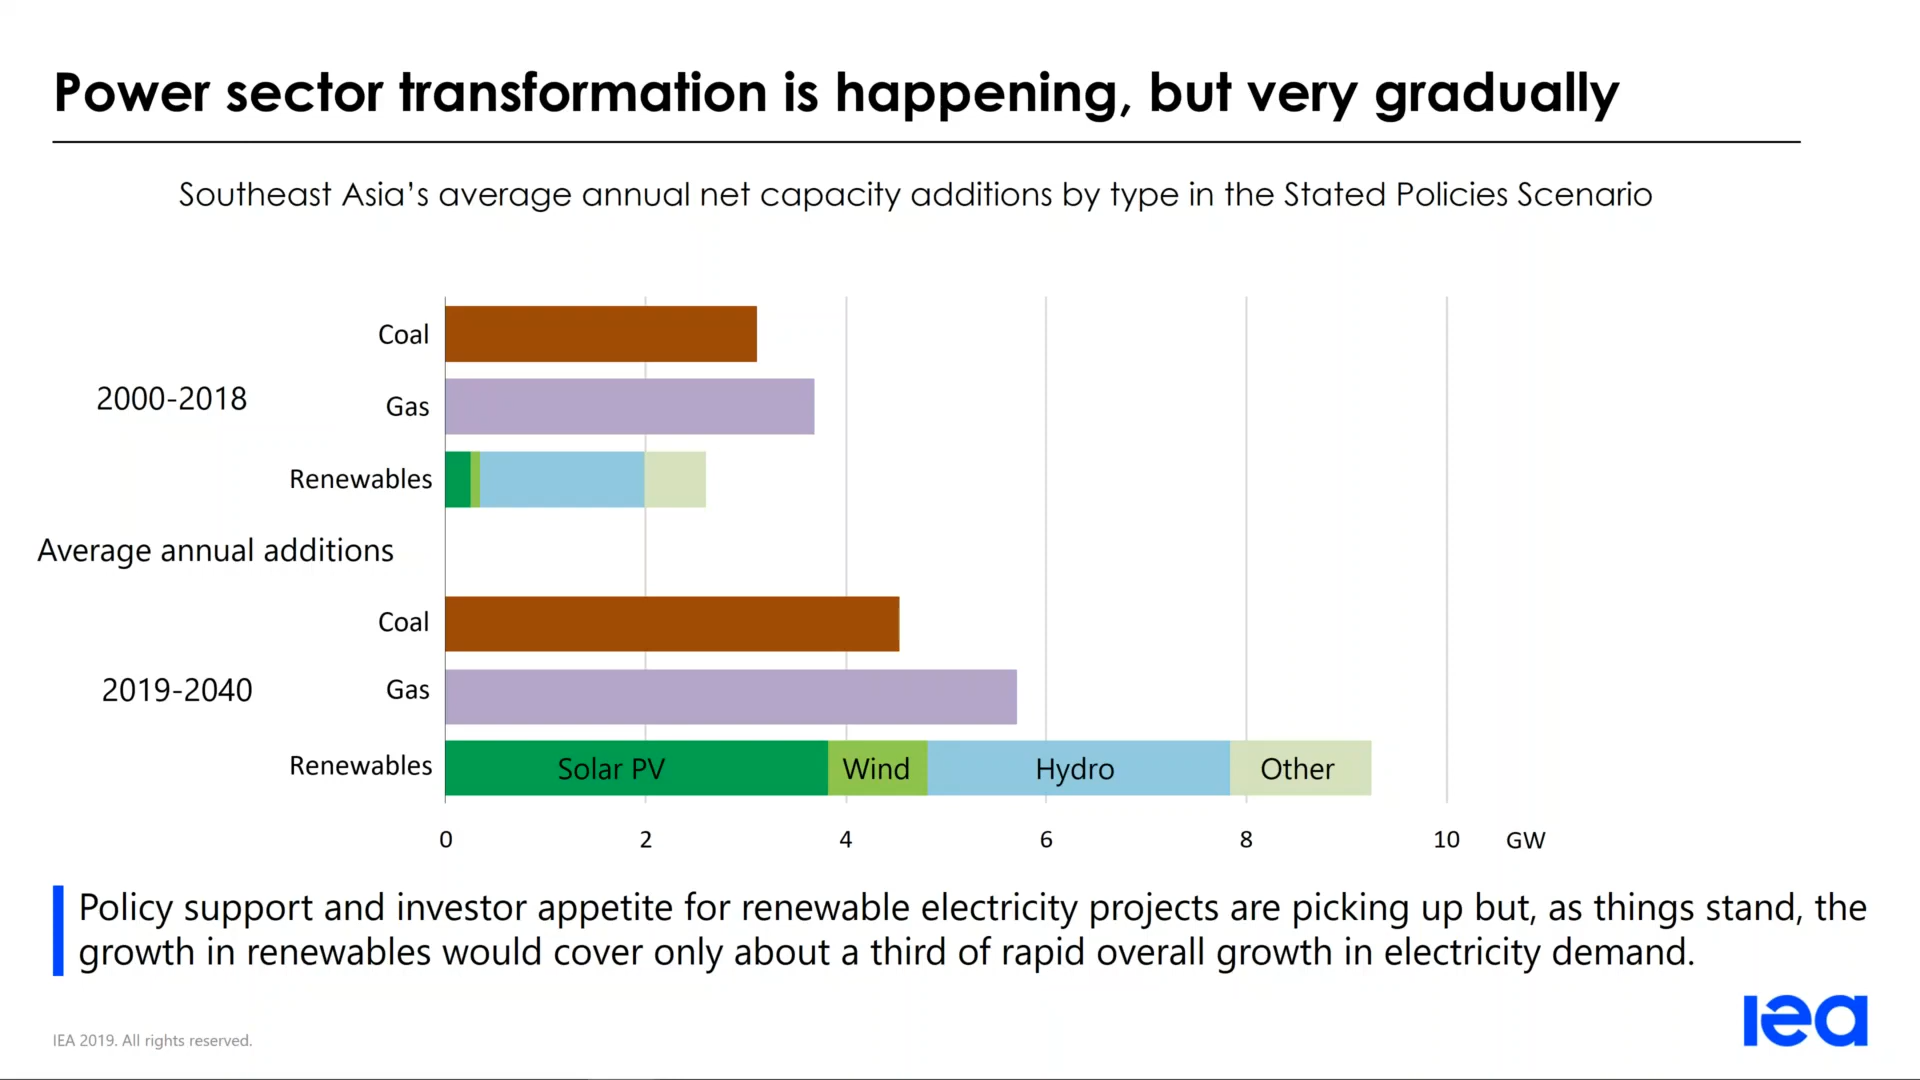 Power sector transformation is happening, but very gradually
Southeast Asia’s average annual net capacity additions by type in the Stated Policies Scenario
Coal
2000-2018
Gas
Renewables
Average annual additions
Coal
2019-2040
Gas
Renewables
Solar PV
Wind
Hydro
Other
0 2 4 6 8 10 GW
Policy support and investor appetite for renewable electricity projects are picking up but, as things stand, the
growth in renewables would cover only about a third of rapid overall growth in electricity demand.
IEA 2019. All rights reserved.
iea